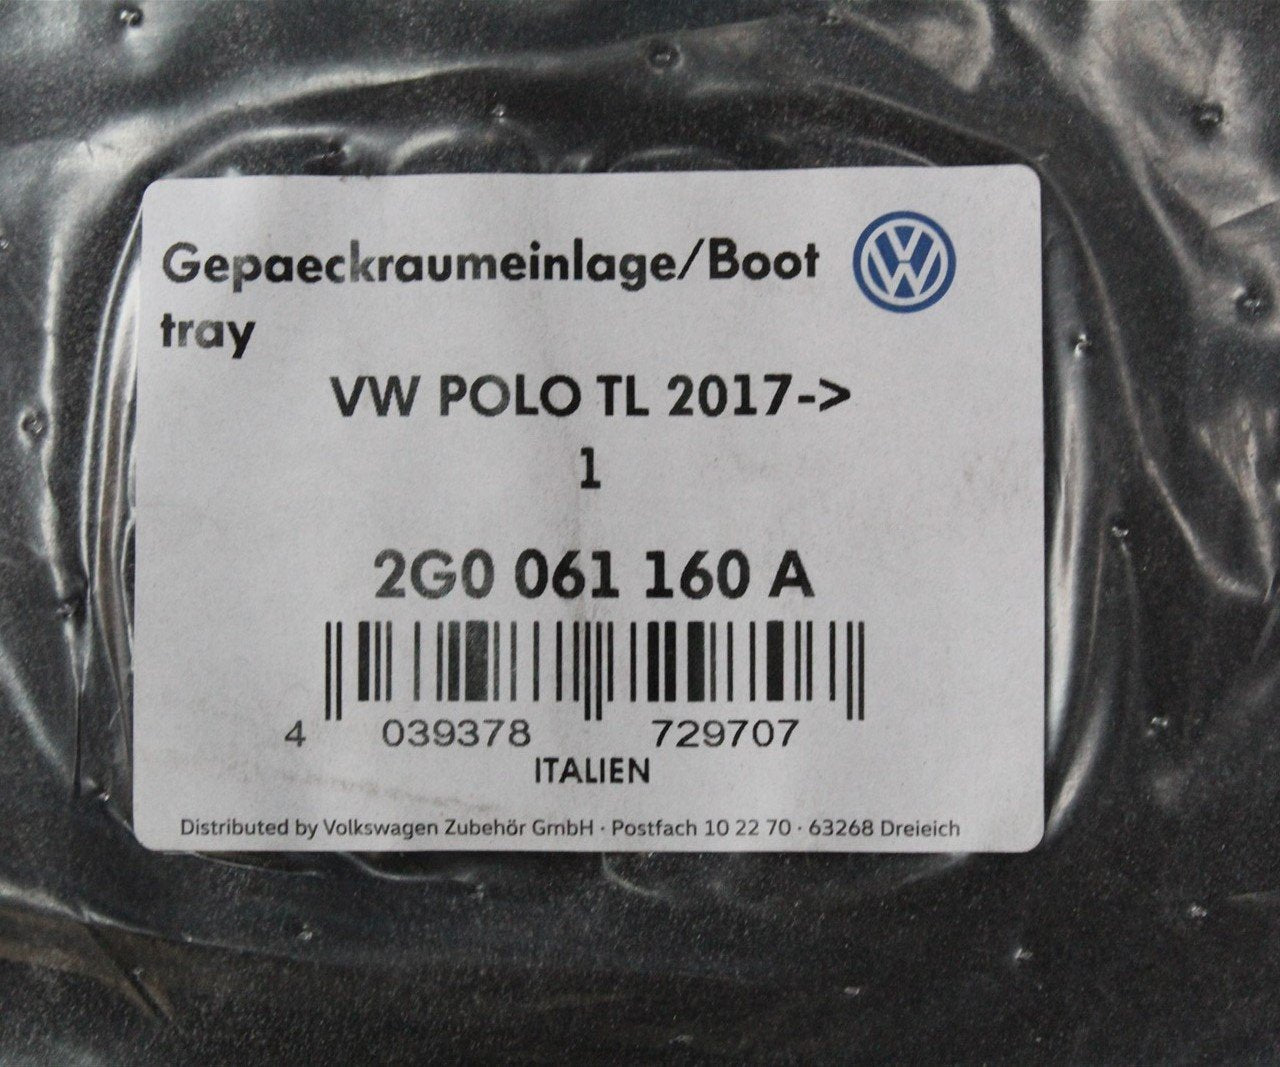 Gepaeckraumeinlage/Boot
tray
VW POLO TL 2017->
1
2G0 061 160 A
4 039378 729707
ITALIEN
Distributed by Volkswagen Zubehör GmbH · Postfach 10 22 70 · 63268 Dreieich